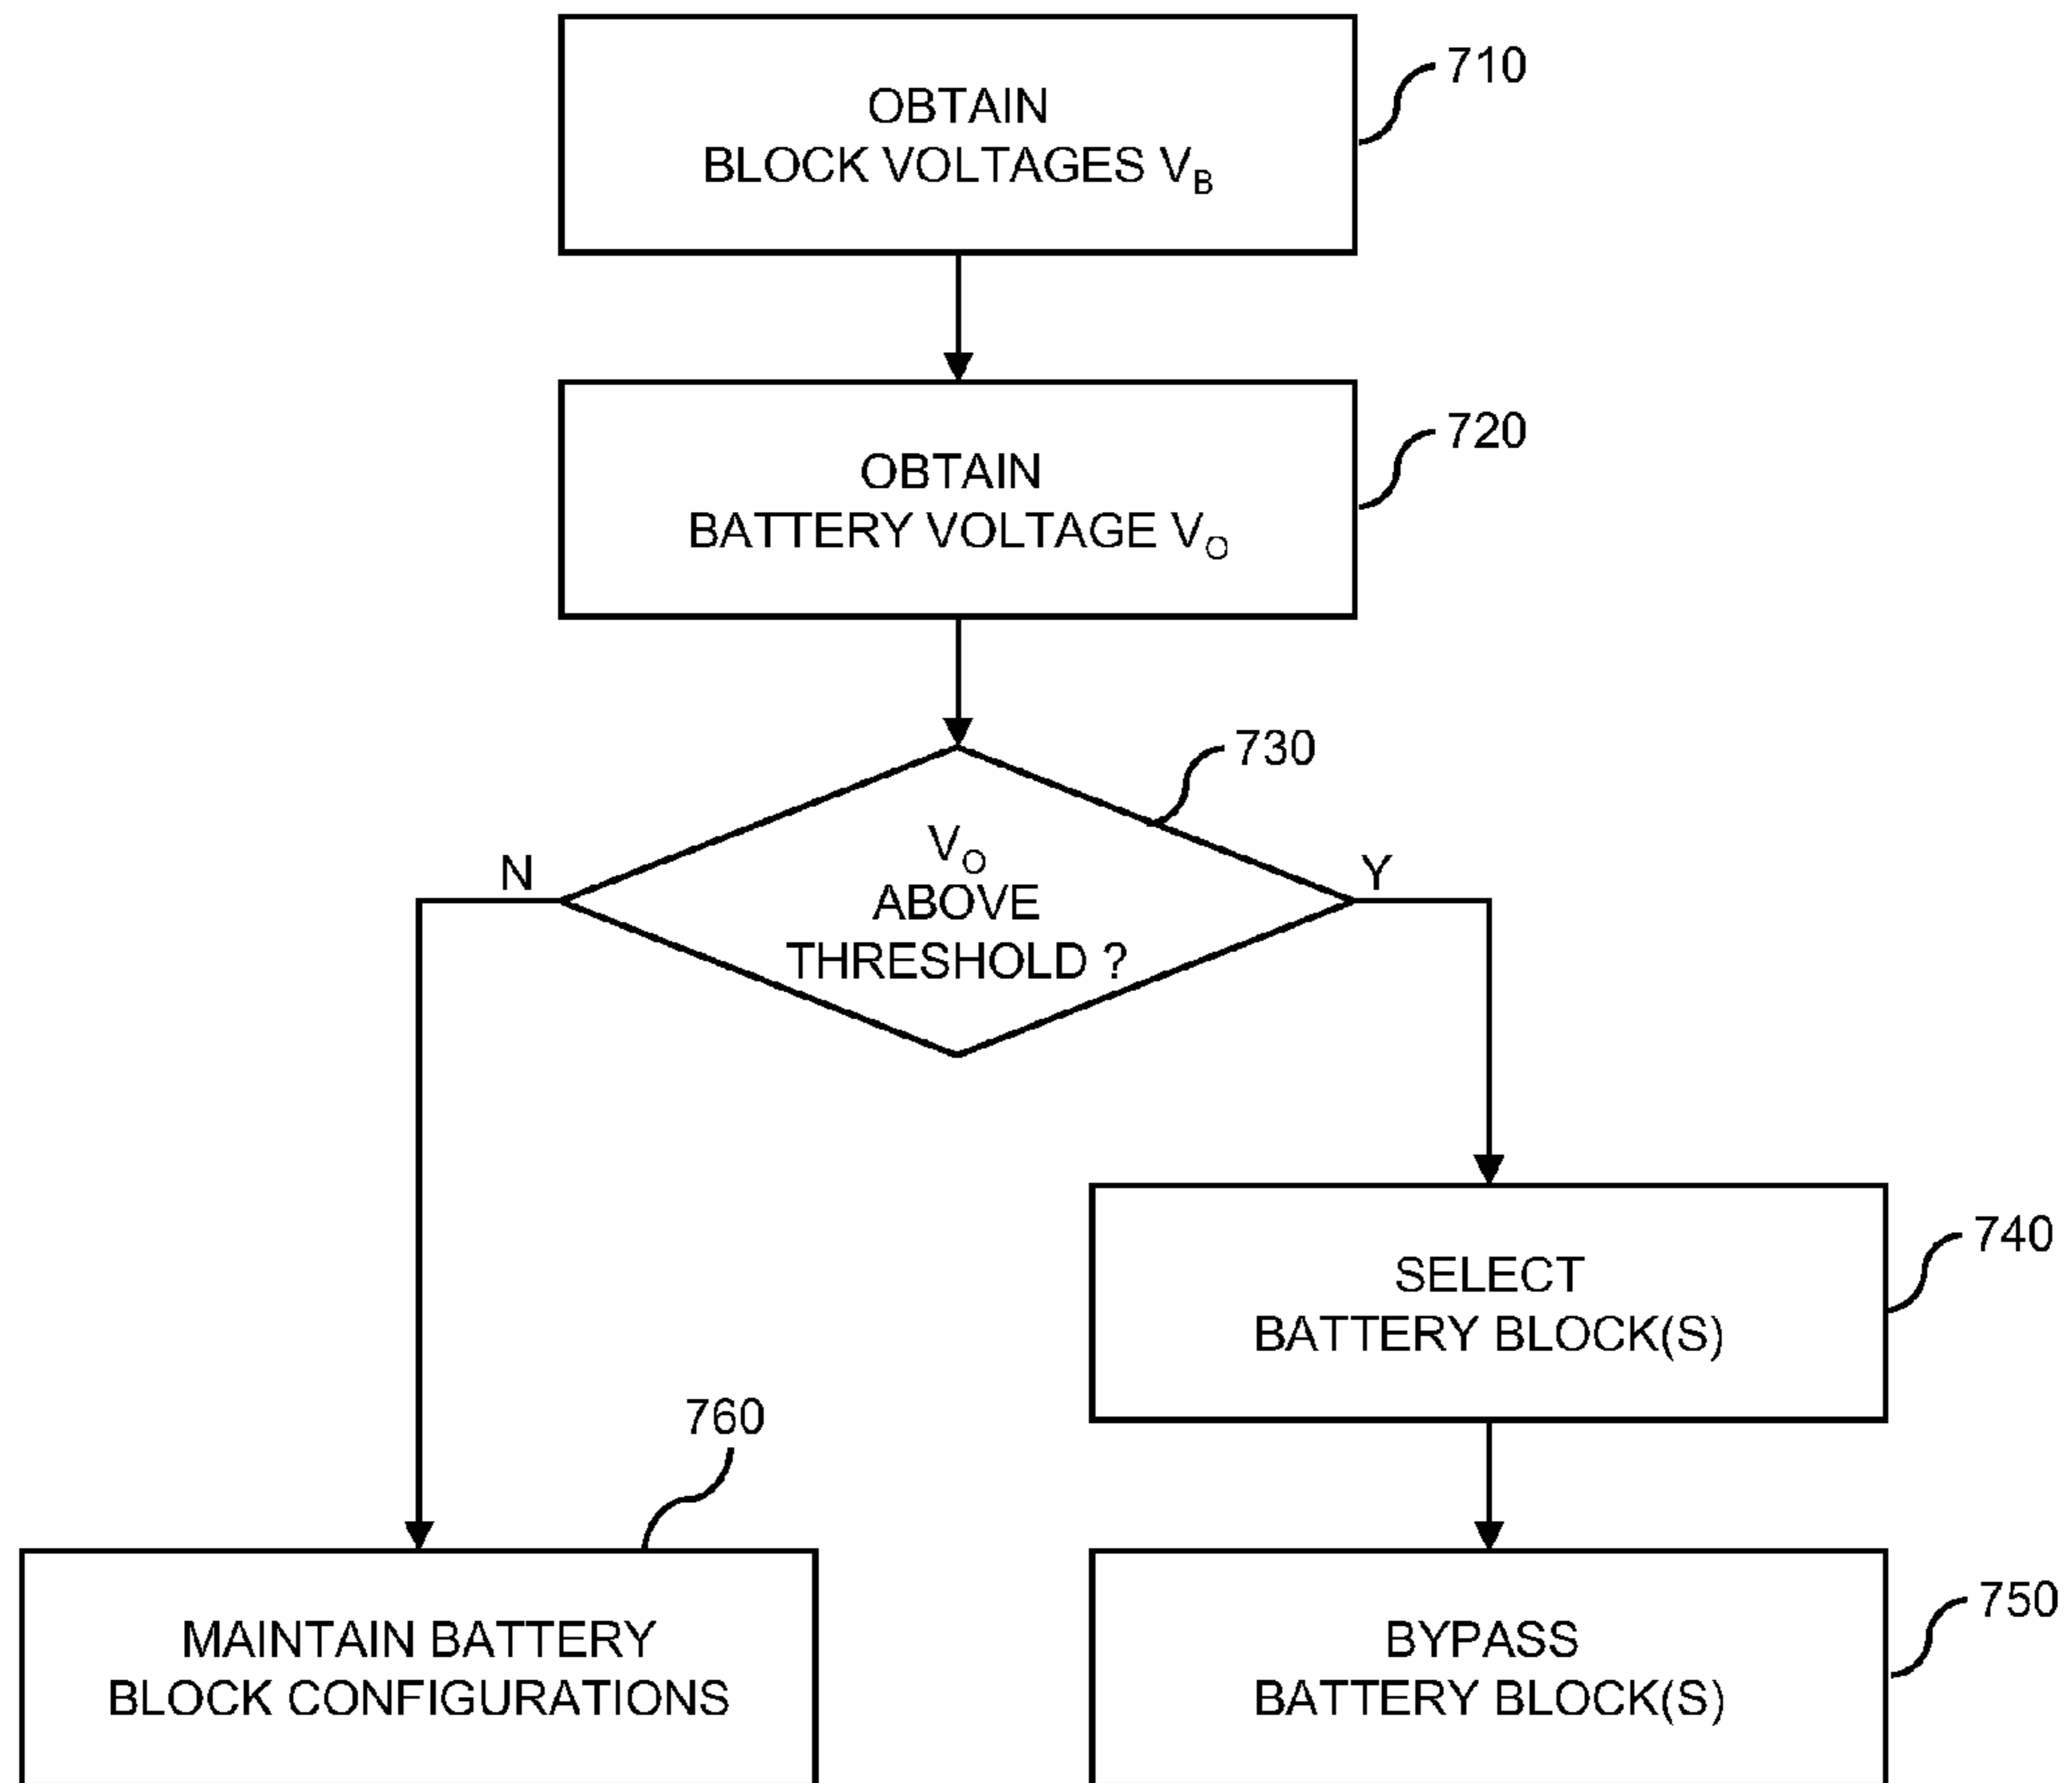 OBTAIN
BLOCK VOLTAGES VB
710
OBTAIN
BATTERY VOLTAGE VO
720
730
VO
ABOVE
THRESHOLD ?
N
Y
SELECT
BATTERY BLOCK(S)
740
760
MAINTAIN BATTERY
BLOCK CONFIGURATIONS
BYPASS
BATTERY BLOCK(S)
750